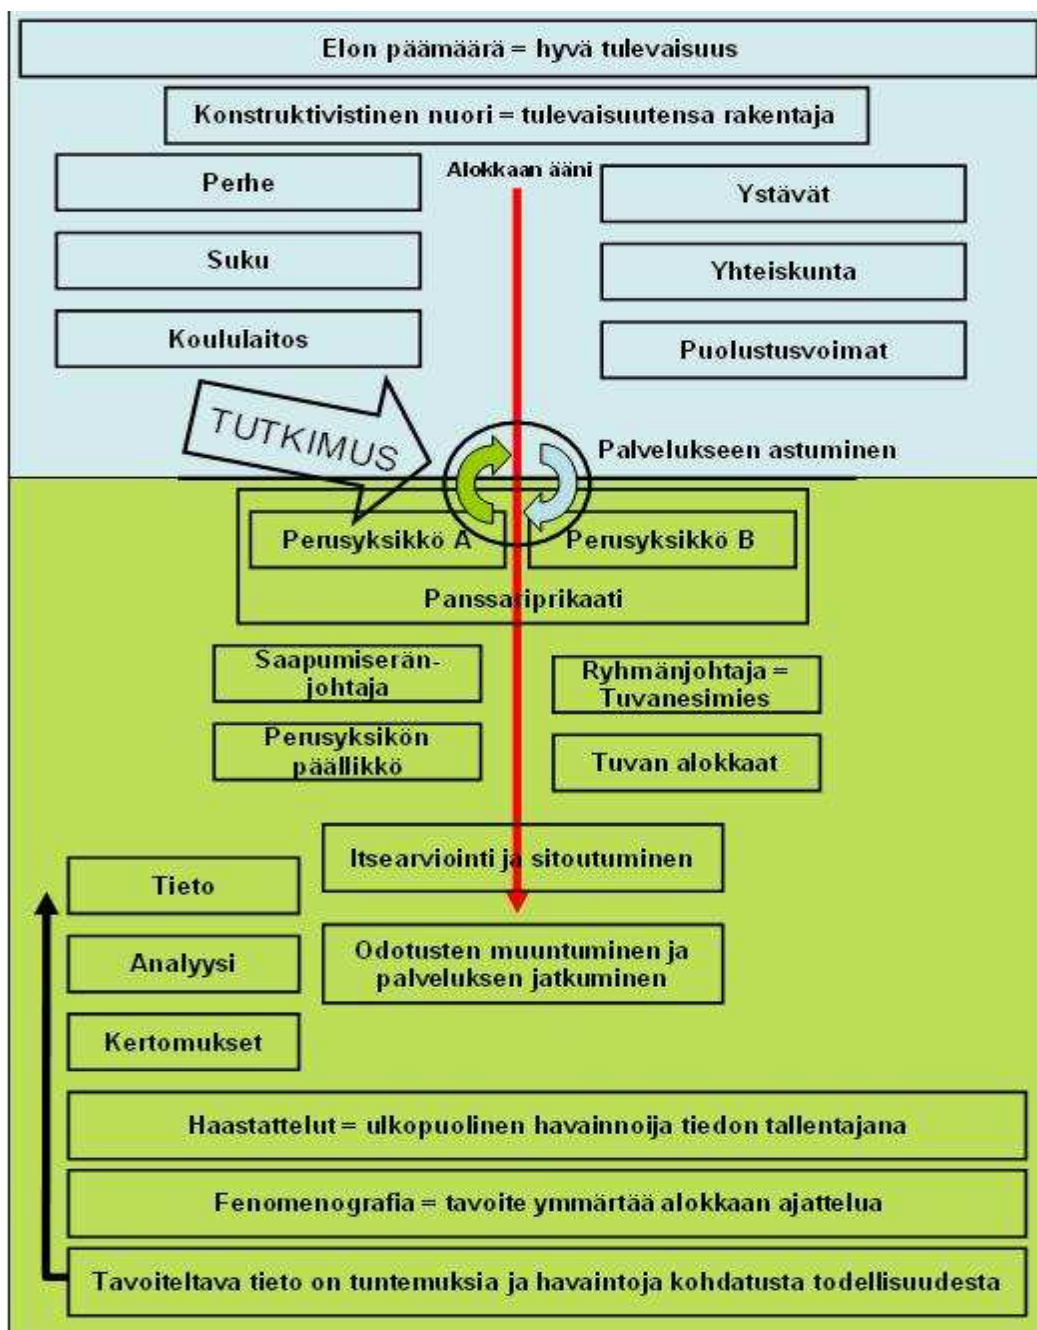 Elon päämäärä = hyvä tulevaisuus
Konstruktivistinen nuori = tulevaisuutensa rakentaja
Alokkaan ääni
Perhe
Suku
Koululaitos
Ystävät
Yhteiskunta
Puolustusvoimat
TUTKIMUS
Palvelukseen astuminen
Perusyksikkö A
Perusyksikkö B
Panssariprikaati
Saapumiserän-
johtaja
Perusyksikön
päällikkö
Ryhmänjohtaja =
Tuvanesimies
Tuvan alokkaat
Itsearviointi ja sitoutuminen
Odotusten muuntuminen ja
palveluksen jatkuminen
Tieto
Analyysi
Kertomukset
Haastattelut = ulkopuolinen havainnoija tiedon tallentajana
Fenomenografia = tavoite ymmärtää alokkaan ajattelua
Tavoiteltava tieto on tuntemuksia ja havaintoja kohdatusta todellisuudesta